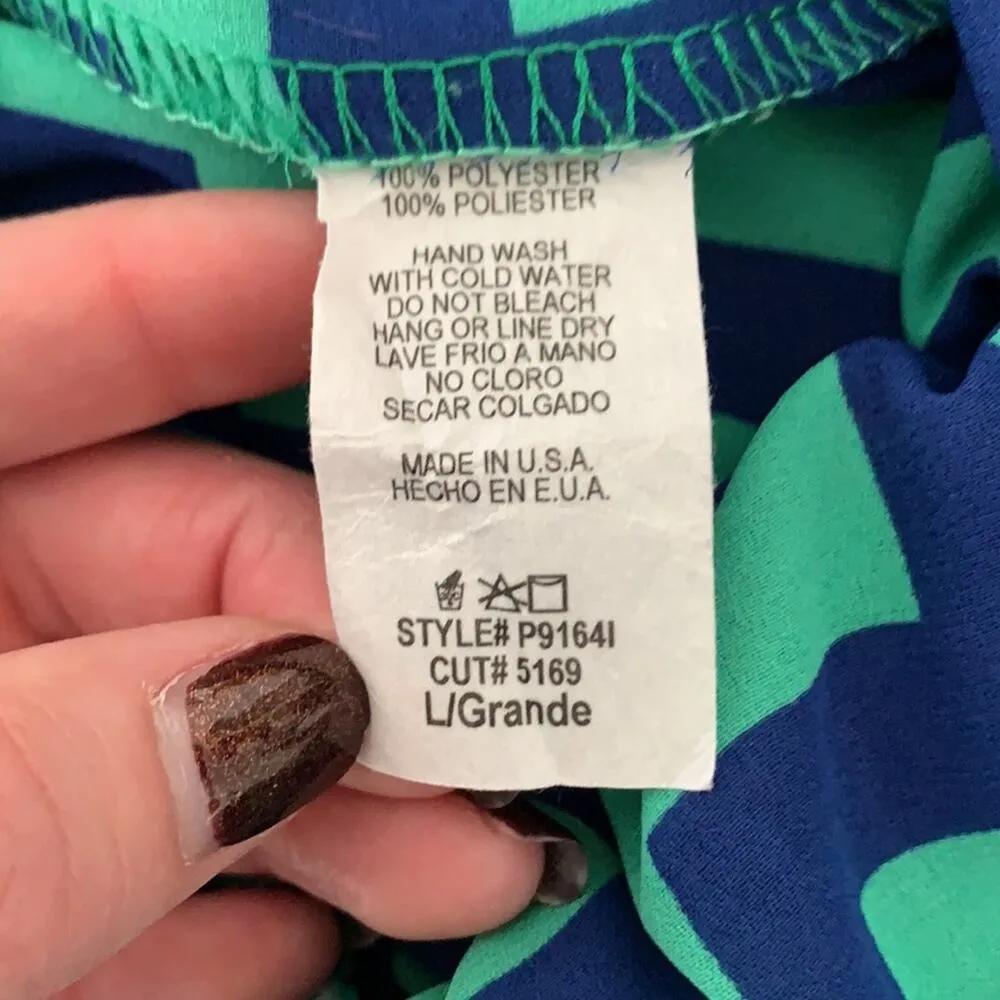 100% POLYESTER
100% POLIESTER
HAND WASH
WITH COLD WATER
DO NOT BLEACH
HANG OR LINE DRY
LAVE FRIO A MANO
NO CLORO
SECAR COLGADO
MADE IN U.S.A.
HECHO EN E.U.A.
STYLE# P9164I
CUT# 5169
L/Grande